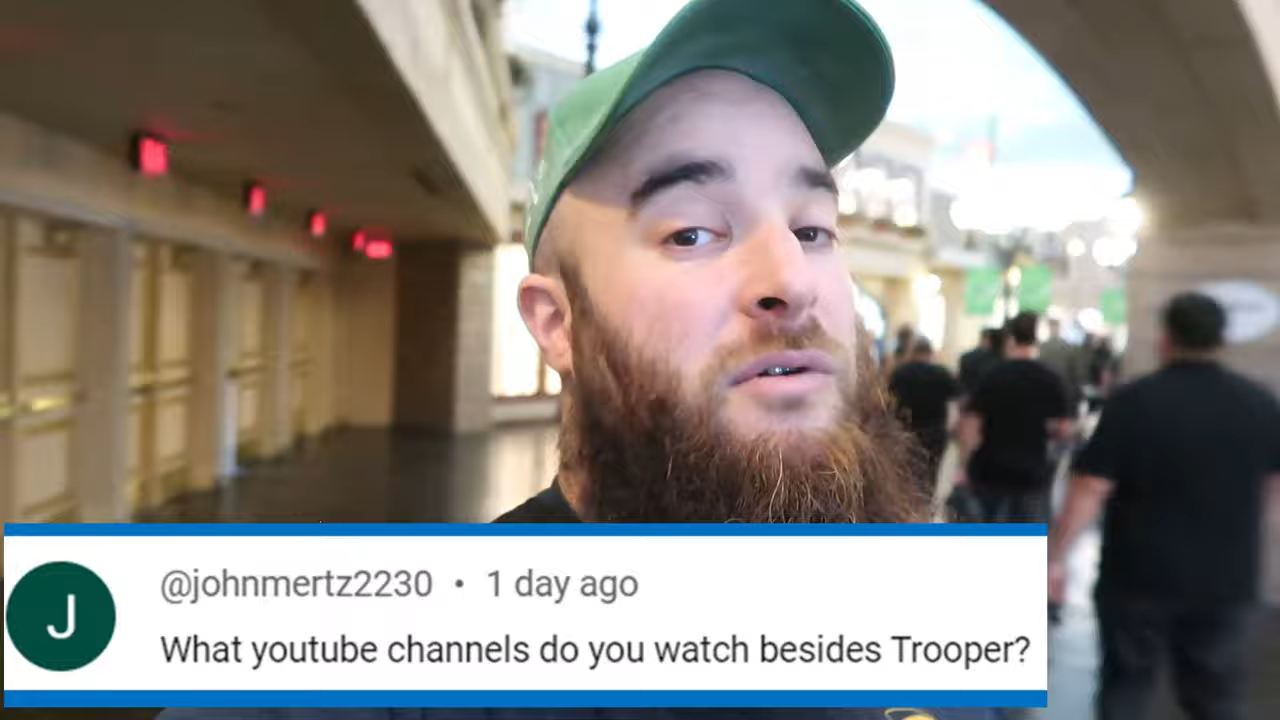 J
@johnmertz2230 • 1 day ago
What youtube channels do you watch besides Trooper?